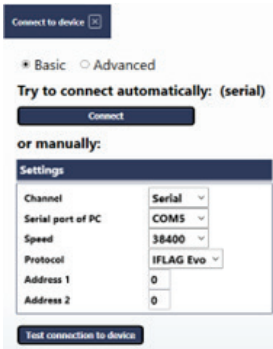 Connect to device
Basic Advanced
Try to connect automatically: (serial)
Connect
or manually:
Settings
Channel Serial
Serial port of PC COM5
Speed 38400
Protocol IFLAG Evo
Address 1 0
Address 2 0
Test connection to device